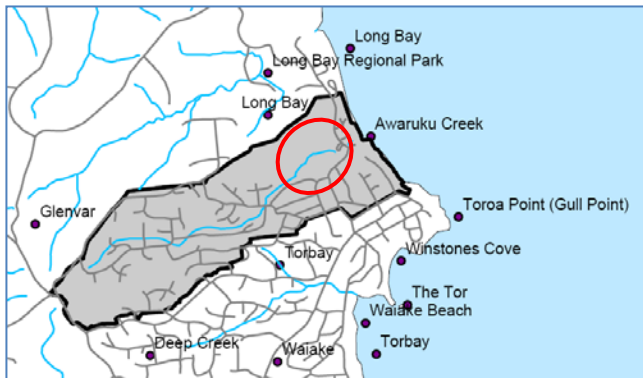 Long Bay
Long Bay Regional Park
Long Bay
Awaruku Creek
Glenvar
Toroa Point (Gull Point)
Winstones Cove
Torbay
The Tor
Waiake Beach
Deep Creek
Waiake
Torbay